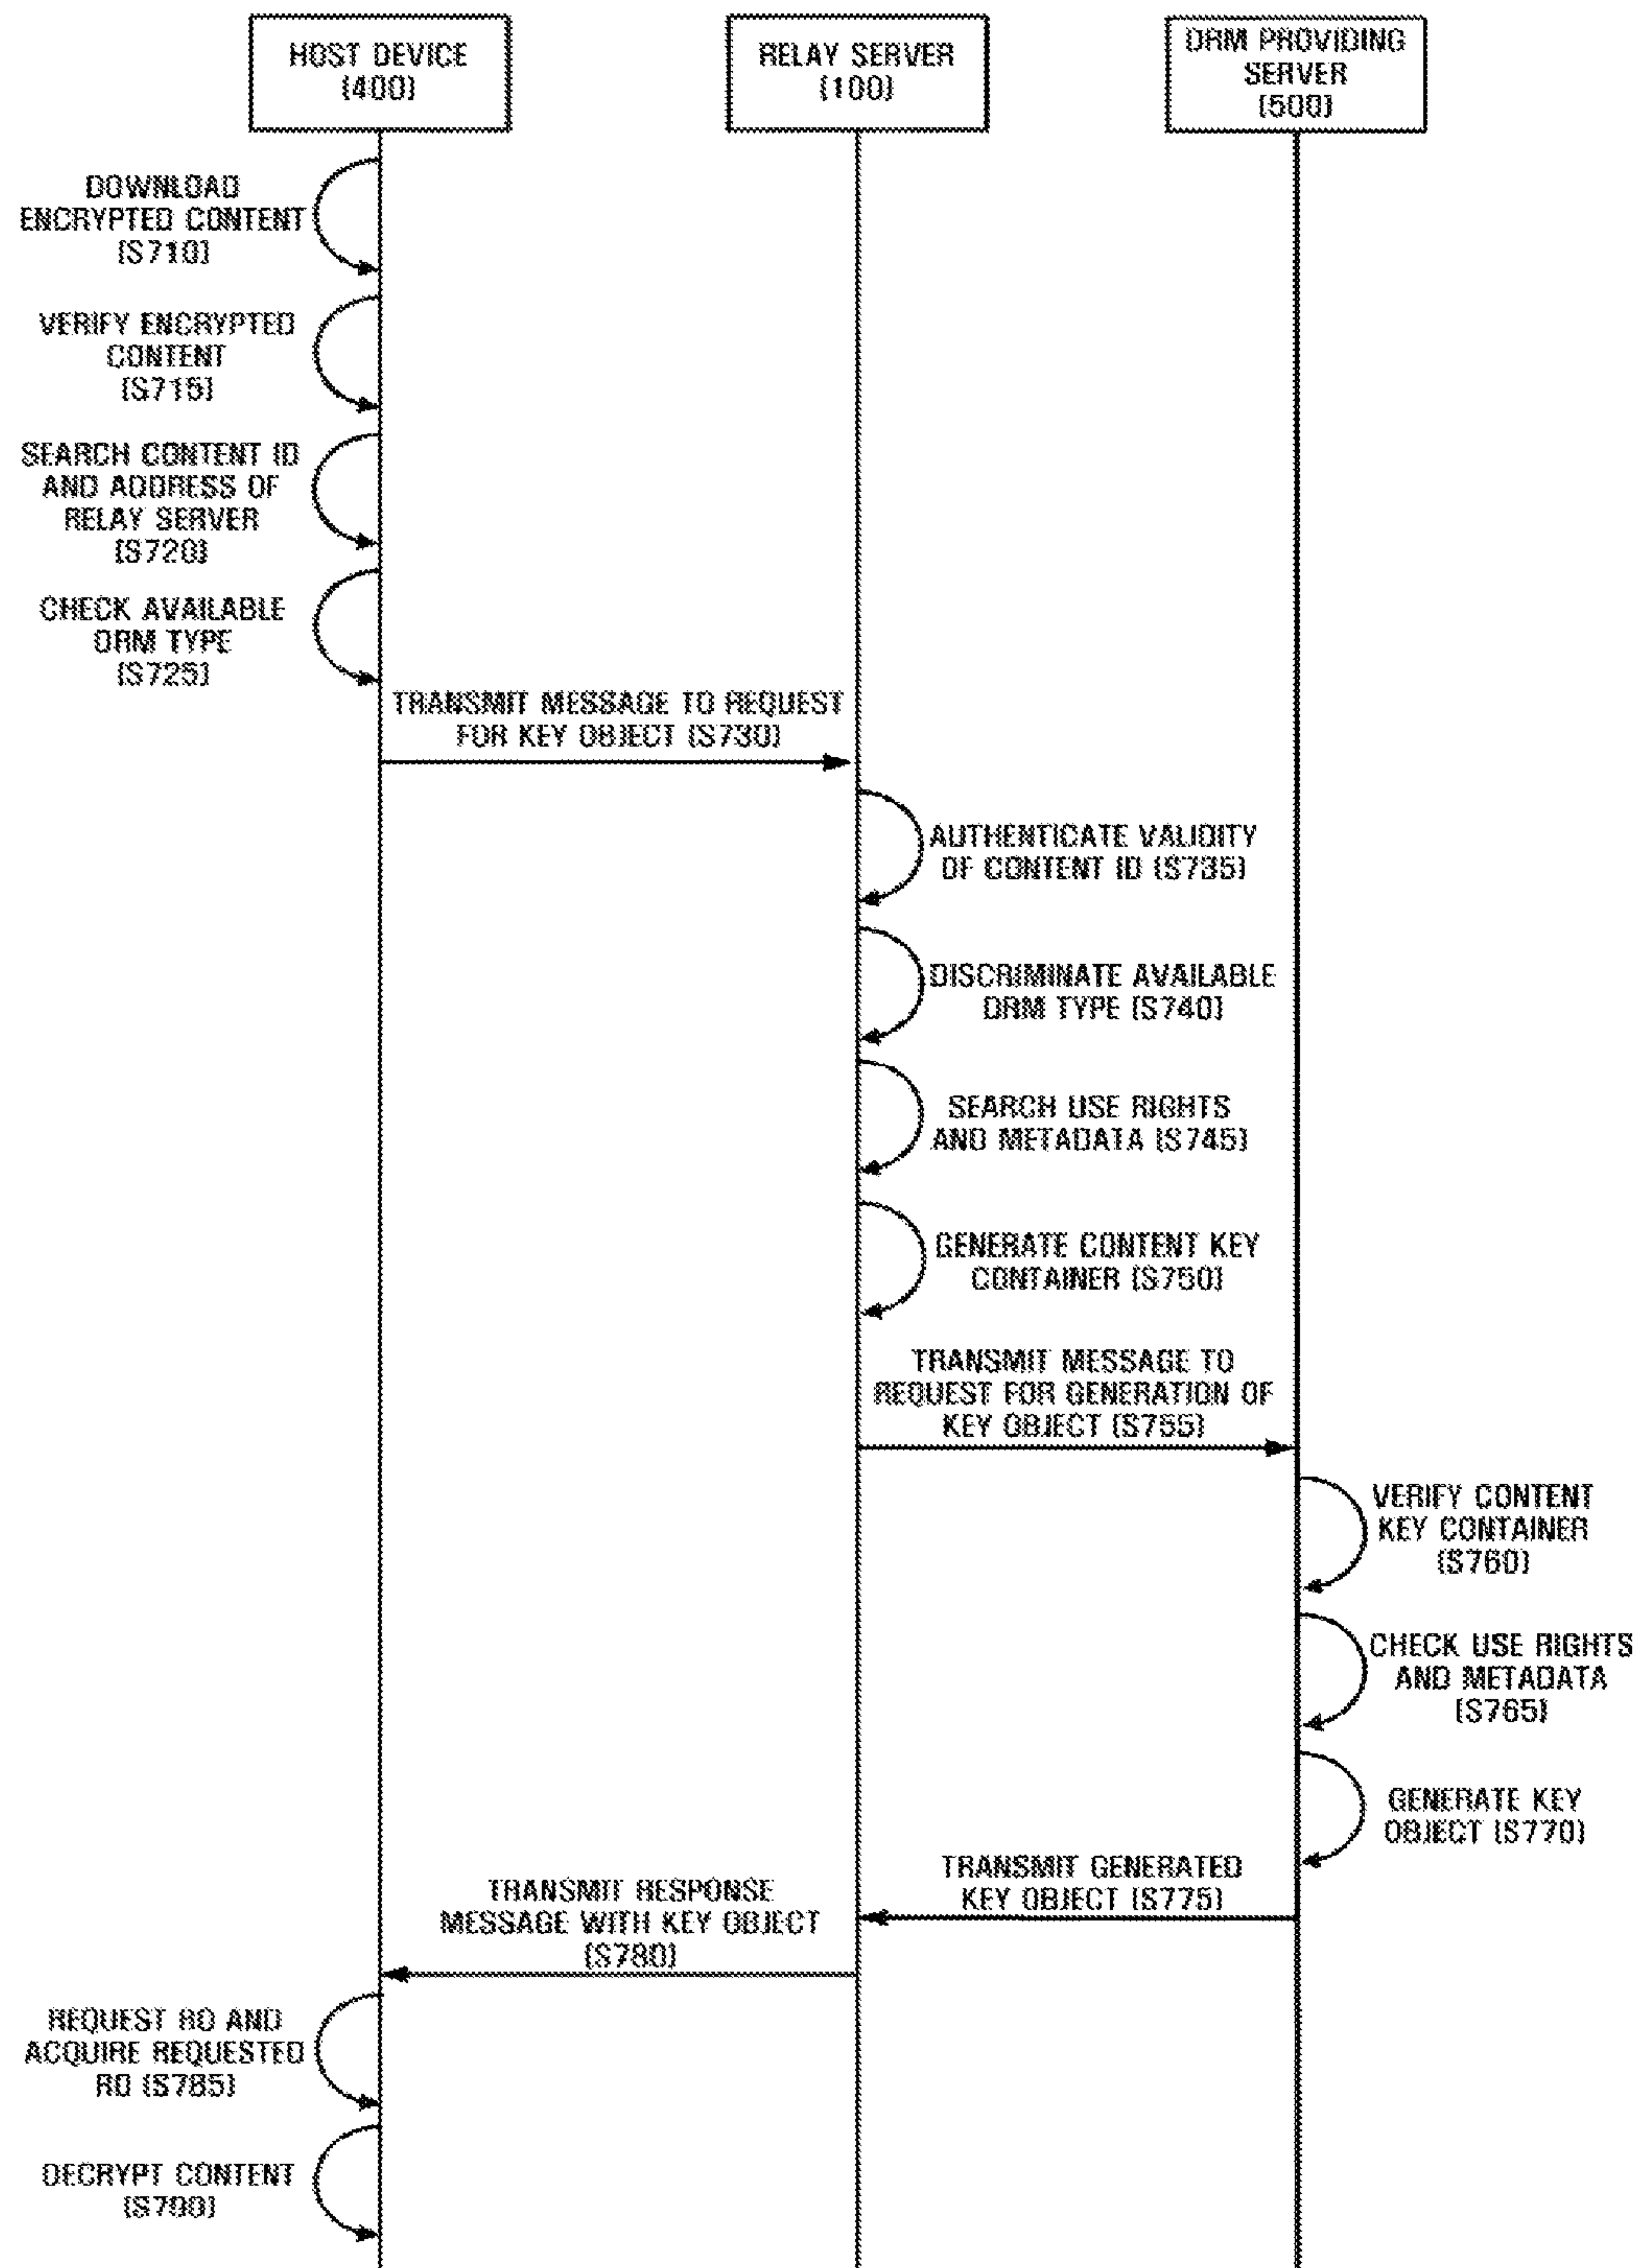 HOST DEVICE
(400)
RELAY SERVER
(100)
DRM PROVIDING
SERVER
(500)
DOWNLOAD
ENCRYPTED CONTENT
(S710)
VERIFY ENCRYPTED
CONTENT
(S715)
SEARCH CONTENT ID
AND ADDRESS OF
RELAY SERVER
(S720)
CHECK AVAILABLE
DRM TYPE
(S725)
TRANSMIT MESSAGE TO REQUEST
FOR KEY OBJECT (S730)
AUTHENTICATE VALIDITY
OF CONTENT ID (S735)
DISCRIMINATE AVAILABLE
DRM TYPE (S740)
SEARCH USE RIGHTS
AND METADATA (S745)
GENERATE CONTENT KEY
CONTAINER (S750)
TRANSMIT MESSAGE TO
REQUEST FOR GENERATION OF
KEY OBJECT (S755)
VERIFY CONTENT
KEY CONTAINER
(S760)
CHECK USE RIGHTS
AND METADATA
(S765)
GENERATE KEY
OBJECT (S770)
TRANSMIT GENERATED
KEY OBJECT (S775)
TRANSMIT RESPONSE
MESSAGE WITH KEY OBJECT
(S780)
REQUEST RO AND
ACQUIRE REQUESTED
RO (S785)
DECRYPT CONTENT
(S790)